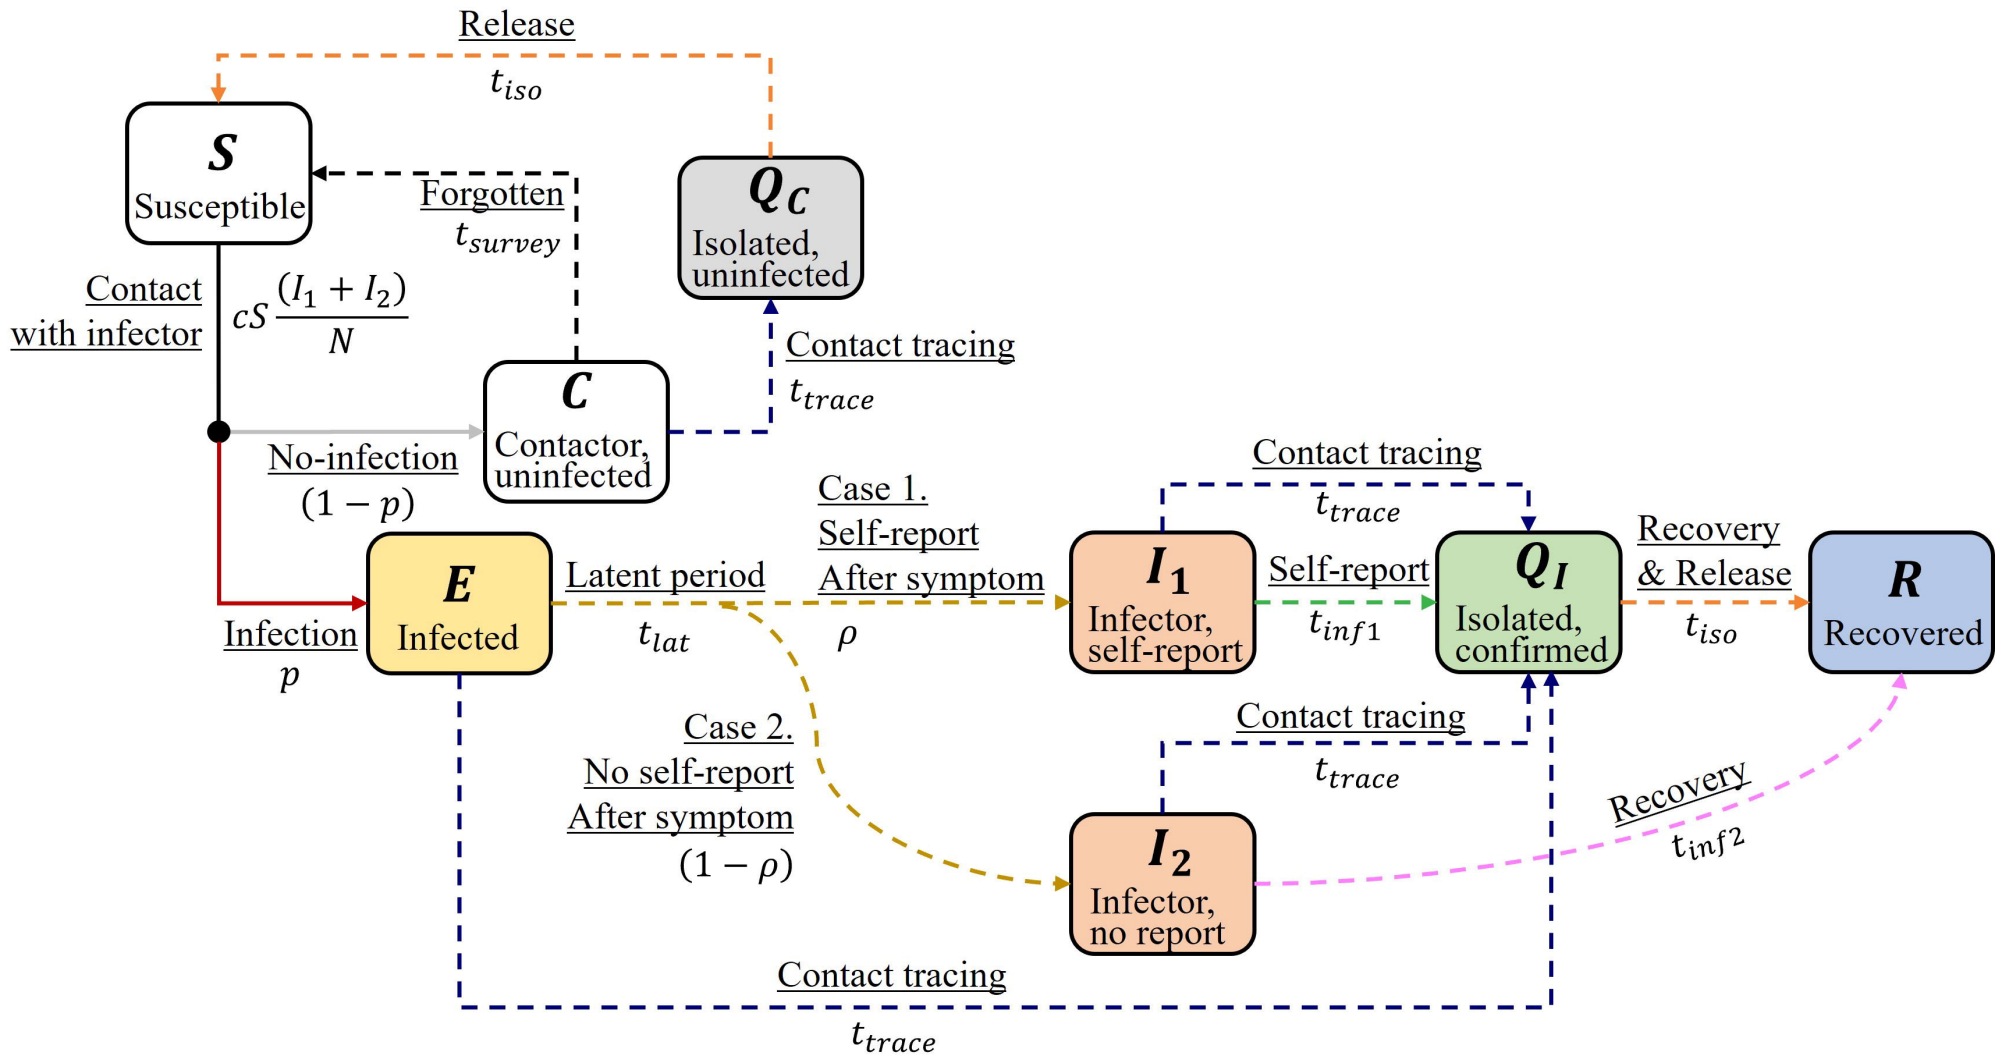 Release
t_iso
S
Susceptible
Forgotten
t_survey
Q_C
Isolated,
uninfected
Contact
with infector
cS (I_1 + I_2)/N
Contact tracing
t_trace
C
Contactor,
uninfected
No-infection
(1 − p)
Infection
p
E
Infected
Latent period
t_lat
Case 1.
Self-report
After symptom
ρ
Case 2.
No self-report
After symptom
(1 − ρ)
Contact tracing
t_trace
I_1
Infector,
self-report
Self-report
t_inf1
Q_I
Isolated,
confirmed
Recovery
& Release
t_iso
R
Recovered
Contact tracing
t_trace
I_2
Infector,
no report
Recovery
t_inf2
Contact tracing
t_trace